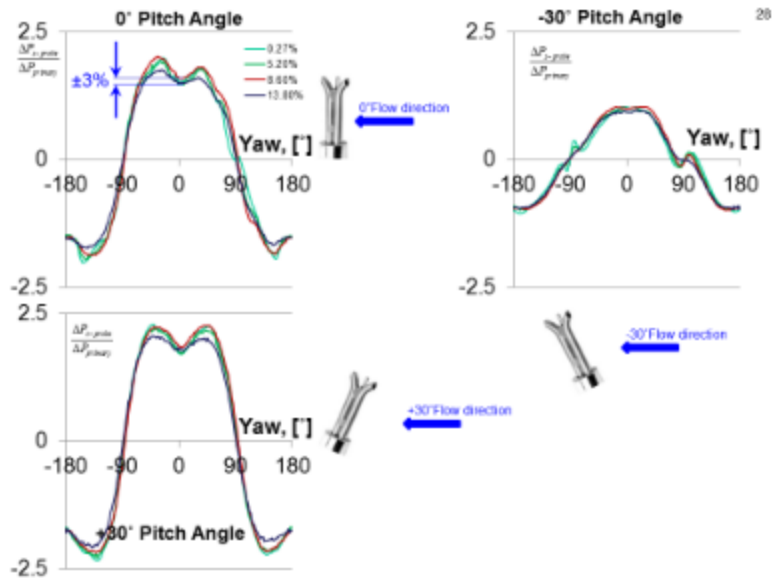 28
0° Pitch Angle
2.5
±3%
0.27%
5.20%
8.60%
13.80%
0°Flow direction
Yaw, [°]
0
-180 -90 0 90 180
-2.5
-30° Pitch Angle
2.5
Yaw, [°]
0
-180 -90 0 90 180
-2.5
-30°Flow direction
2.5
Yaw, [°]
0
-180 -90 0 90 180
+30°Flow direction
+30° Pitch Angle
-2.5